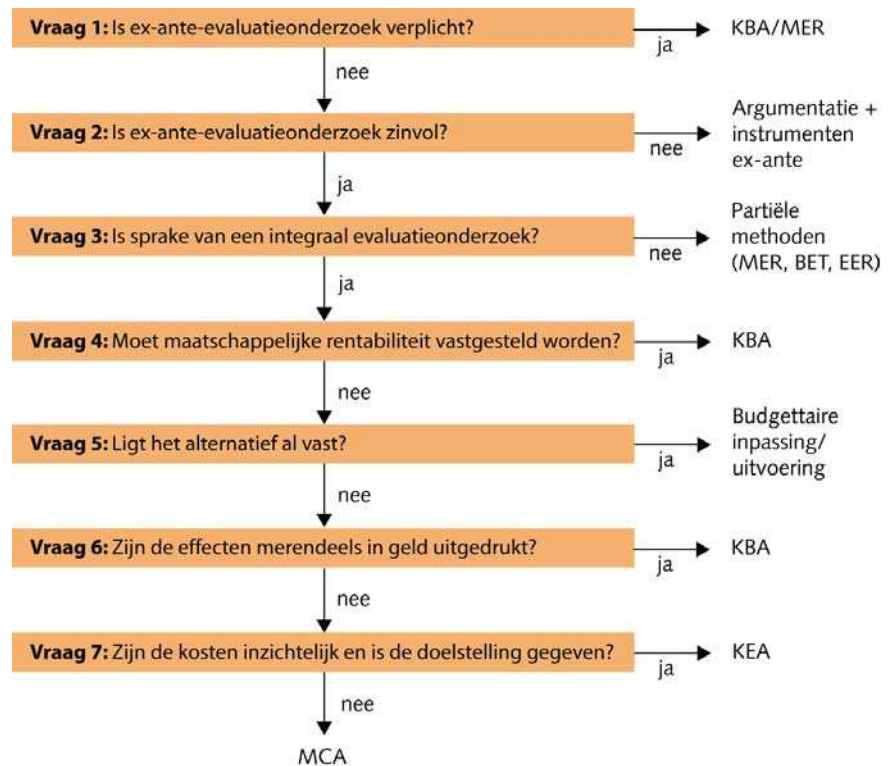 Vraag 1: Is ex-ante-evaluatieonderzoek verplicht?
ja
KBA/MER
nee
Vraag 2: Is ex-ante-evaluatieonderzoek zinvol?
nee
Argumentatie +
instrumenten
ex-ante
ja
Vraag 3: Is sprake van een integraal evaluatieonderzoek?
nee
Partiële
methoden
(MER, BET, EER)
ja
Vraag 4: Moet maatschappelijke rentabiliteit vastgesteld worden?
ja
KBA
nee
Vraag 5: Ligt het alternatief al vast?
ja
Budgettaire
inpassing/
uitvoering
nee
Vraag 6: Zijn de effecten merendeels in geld uitgedrukt?
ja
KBA
nee
Vraag 7: Zijn de kosten inzichtelijk en is de doelstelling gegeven?
ja
KEA
nee
MCA